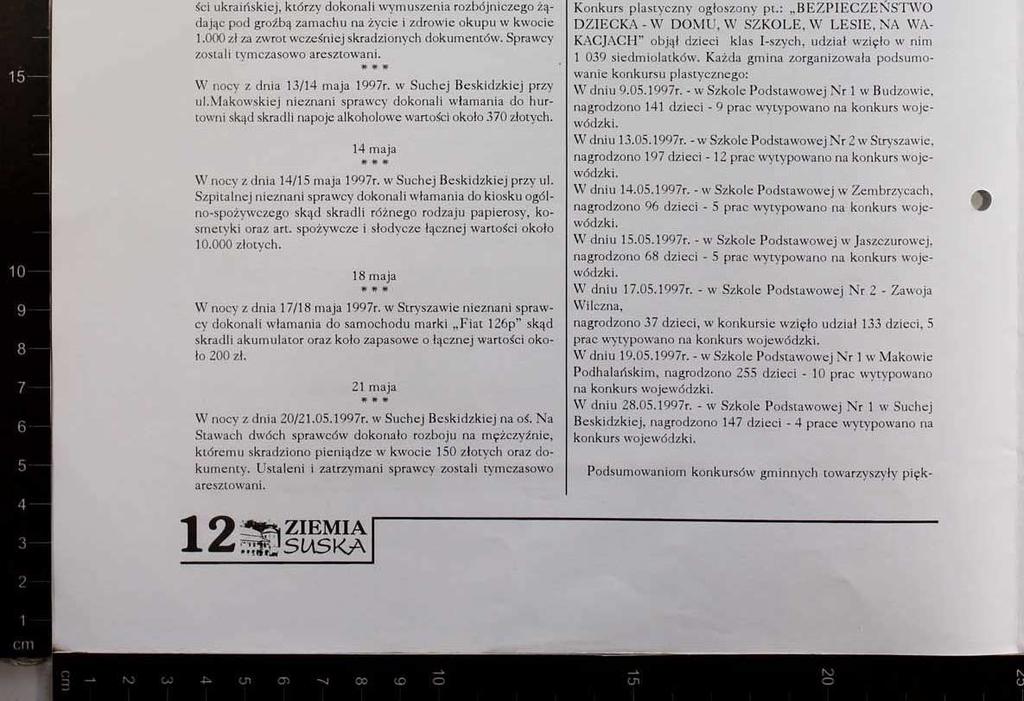 ści ukraińskiej, którzy dokonali wymuszenia rozbójniczego żą-
dając pod groźbą zamachu na życie i zdrowie okupu w kwocie
1.000 zł za zwrot wcześniej skradzionych dokumentów. Sprawcy
zostali tymczasowo aresztowani.
* * *
W nocy z dnia 13/14 maja 1997r. w Suchej Beskidzkiej przy
ul.Makowskiej nieznani sprawcy dokonali włamania do hur-
towni skąd skradli napoje alkoholowe wartości około 370 złotych.
14 maja
* * *
W nocy z dnia 14/15 maja 1997r. w Suchej Beskidzkiej przy ul.
Szpitalnej nieznani sprawcy dokonali włamania do kiosku ogól-
no-spożywczego skąd skradli różnego rodzaju papierosy, ko-
smetyki oraz art. spożywcze i słodycze łącznej wartości około
10.000 złotych.
18 maja
* * *
W nocy z dnia 17/18 maja 1997r. w Stryszawie nieznani spraw-
cy dokonali włamania do samochodu marki „Fiat 126p” skąd
skradli akumulator oraz koło zapasowe o łącznej wartości oko-
ło 200 zł.
21 maja
* * *
W nocy z dnia 20/21.05.1997r. w Suchej Beskidzkiej na oś. Na
Stawach dwóch sprawców dokonało rozboju na mężczyźnie,
któremu skradziono pieniądze w kwocie 150 złotych oraz do-
kumenty. Ustaleni i zatrzymani sprawcy zostali tymczasowo
aresztowani.
Konkurs plastyczny ogłoszony pt.: „BEZPIECZEŃSTWO
DZIECKA - W DOMU, W SZKOLE, W LESIE, NA WA-
KACJACH” objął dzieci klas I-szych, udział wzięło w nim
1 039 siedmiolatków. Każda gmina zorganizowała podsumo-
wanie konkursu plastycznego:
W dniu 9.05.1997r. - w Szkole Podstawowej Nr 1 w Budzowie,
nagrodzono 141 dzieci - 9 prac wytypowano na konkurs woje-
wódzki.
W dniu 13.05.1997r. - w Szkole Podstawowej Nr 2 w Stryszawie,
nagrodzono 197 dzieci - 12 prac wytypowano na konkurs woje-
wódzki.
W dniu 14.05.1997r. - w Szkole Podstawowej w Zembrzycach,
nagrodzono 96 dzieci - 5 prac wytypowano na konkurs woje-
wódzki.
W dniu 15.05.1997r. - w Szkole Podstawowej w Jaszczurowej,
nagrodzono 68 dzieci - 5 prac wytypowano na konkurs woje-
wódzki.
W dniu 17.05.1997r. - w Szkole Podstawowej Nr 2 - Zawoja
Wilczna,
nagrodzono 37 dzieci, w konkursie wzięło udział 133 dzieci, 5
prac wytypowano na konkurs wojewódzki.
W dniu 19.05.1997r. - w Szkole Podstawowej Nr 1 w Makowie
Podhalańskim, nagrodzono 255 dzieci - 10 prac wytypowano
na konkurs wojewódzki.
W dniu 28.05.1997r. - w Szkole Podstawowej Nr 1 w Suchej
Beskidzkiej, nagrodzono 147 dzieci - 4 prace wytypowano na
konkurs wojewódzki.
Podsumowaniom konkursów gminnych towarzyszyły pięk-
12 ZIEMIA
SUSKA
15
10
9
8
7
6
5
4
3
2
1
cm
cm 1 2 3 4 5 6 7 8 9 10 15 20 25